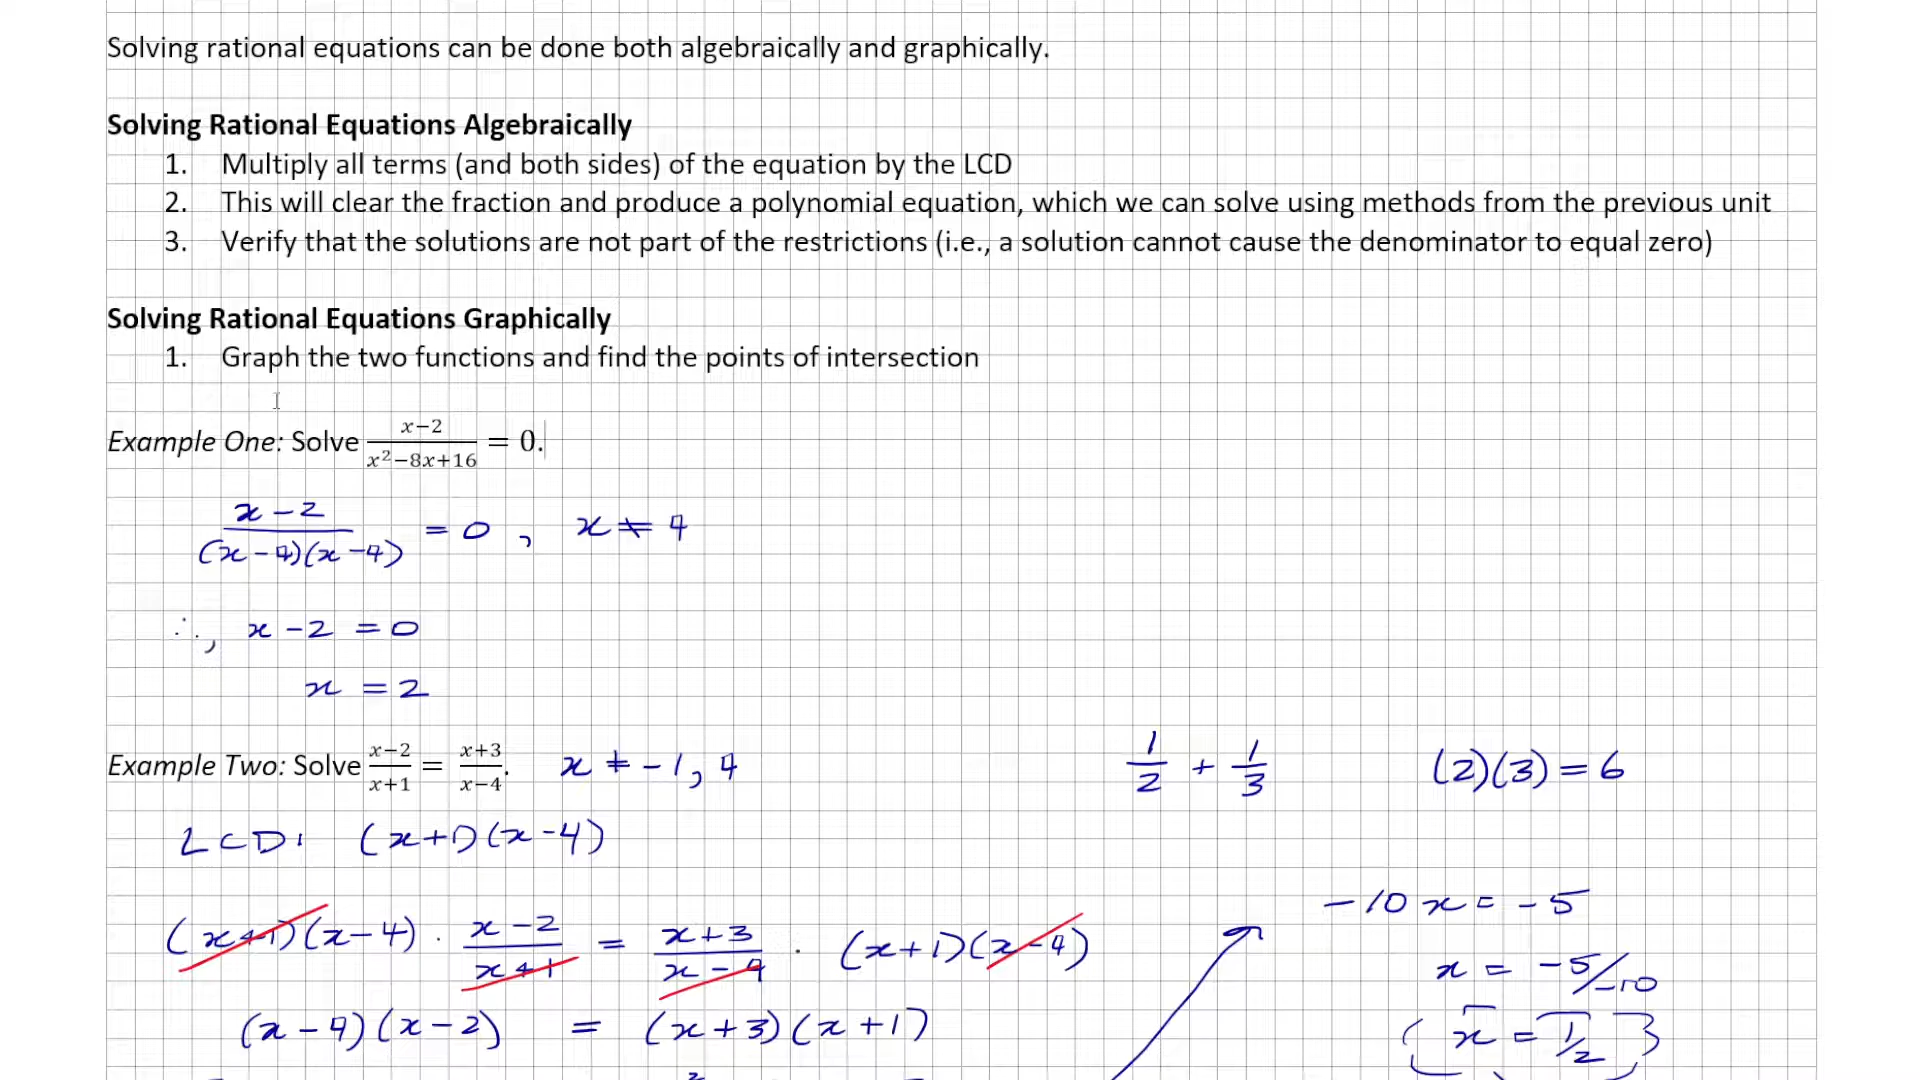 Solving rational equations can be done both algebraically and graphically.
Solving Rational Equations Algebraically
1. Multiply all terms (and both sides) of the equation by the LCD
2. This will clear the fraction and produce a polynomial equation, which we can solve using methods from the previous unit
3. Verify that the solutions are not part of the restrictions (i.e., a solution cannot cause the denominator to equal zero)
Solving Rational Equations Graphically
1. Graph the two functions and find the points of intersection
Example One: Solve (x−2)/(x²−8x+16) = 0.
(x-2)/((x-4)(x-4)) = 0, x ≠ 4
∴, x - 2 = 0
x = 2
Example Two: Solve (x−2)/(x+1) = (x+3)/(x−4). x ≠ -1, 4
1/2 + 1/3 (2)(3) = 6
LCD: (x+1)(x-4)
(x+1)(x-4) · (x-2)/(x+1) = (x+3)/(x-4) · (x+1)(x-4)
(x-4)(x-2) = (x+3)(x+1)
-10x = -5
x = -5/-10
x = 1/2